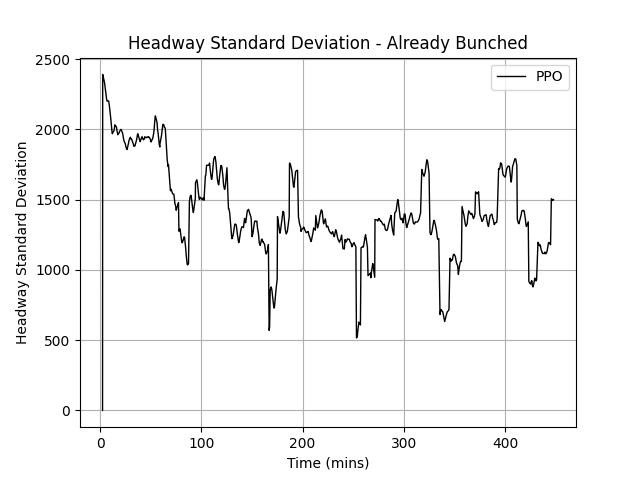 Headway Standard Deviation - Already Bunched
PPO
Headway Standard Deviation
2500
2000
1500
1000
500
0
0 100 200 300 400
Time (mins)